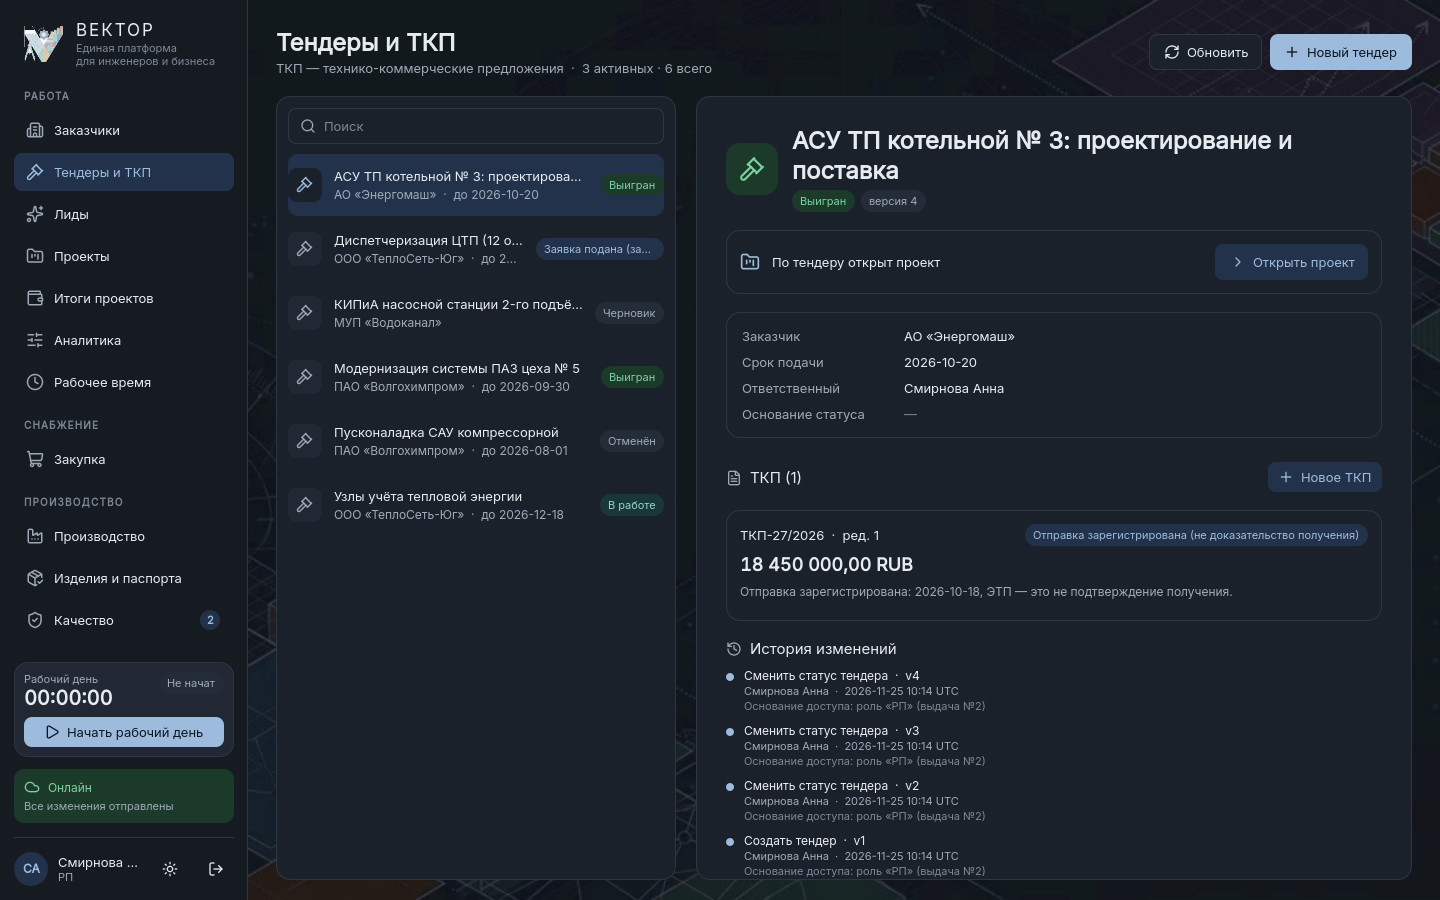 ВЕКТОР
Единая платформа
для инженеров и бизнеса
РАБОТА
Заказчики
Тендеры и ТКП
Лиды
Проекты
Итоги проектов
Аналитика
Рабочее время
СНАБЖЕНИЕ
Закупка
ПРОИЗВОДСТВО
Производство
Изделия и паспорта
Качество 2
Рабочий день
00:00:00
Не начат
Начать рабочий день
Онлайн
Все изменения отправлены
СА
Смирнова ...
РП
Тендеры и ТКП
ТКП — технико-коммерческие предложения · 3 активных · 6 всего
Обновить
Новый тендер
Поиск
АСУ ТП котельной № 3: проектирова...
АО «Энергомаш» · до 2026-10-20
Выигран
Диспетчеризация ЦТП (12 о...
ООО «ТеплоСеть-Юг» · до 2...
Заявка подана (за...
КИПиА насосной станции 2-го подъё...
МУП «Водоканал»
Черновик
Модернизация системы ПАЗ цеха № 5
ПАО «Волгохимпром» · до 2026-09-30
Выигран
Пусконаладка САУ компрессорной
ПАО «Волгохимпром» · до 2026-08-01
Отменён
Узлы учёта тепловой энергии
ООО «ТеплоСеть-Юг» · до 2026-12-18
В работе
АСУ ТП котельной № 3: проектирование и
поставка
Выигран
версия 4
По тендеру открыт проект
Открыть проект
Заказчик АО «Энергомаш»
Срок подачи 2026-10-20
Ответственный Смирнова Анна
Основание статуса —
ТКП (1)
Новое ТКП
ТКП-27/2026 · ред. 1
Отправка зарегистрирована (не доказательство получения)
18 450 000,00 RUB
Отправка зарегистрирована: 2026-10-18, ЭТП — это не подтверждение получения.
История изменений
Сменить статус тендера · v4
Смирнова Анна · 2026-11-25 10:14 UTC
Основание доступа: роль «РП» (выдача №2)
Сменить статус тендера · v3
Смирнова Анна · 2026-11-25 10:14 UTC
Основание доступа: роль «РП» (выдача №2)
Сменить статус тендера · v2
Смирнова Анна · 2026-11-25 10:14 UTC
Основание доступа: роль «РП» (выдача №2)
Создать тендер · v1
Смирнова Анна · 2026-11-25 10:14 UTC
Основание доступа: роль «РП» (выдача №2)